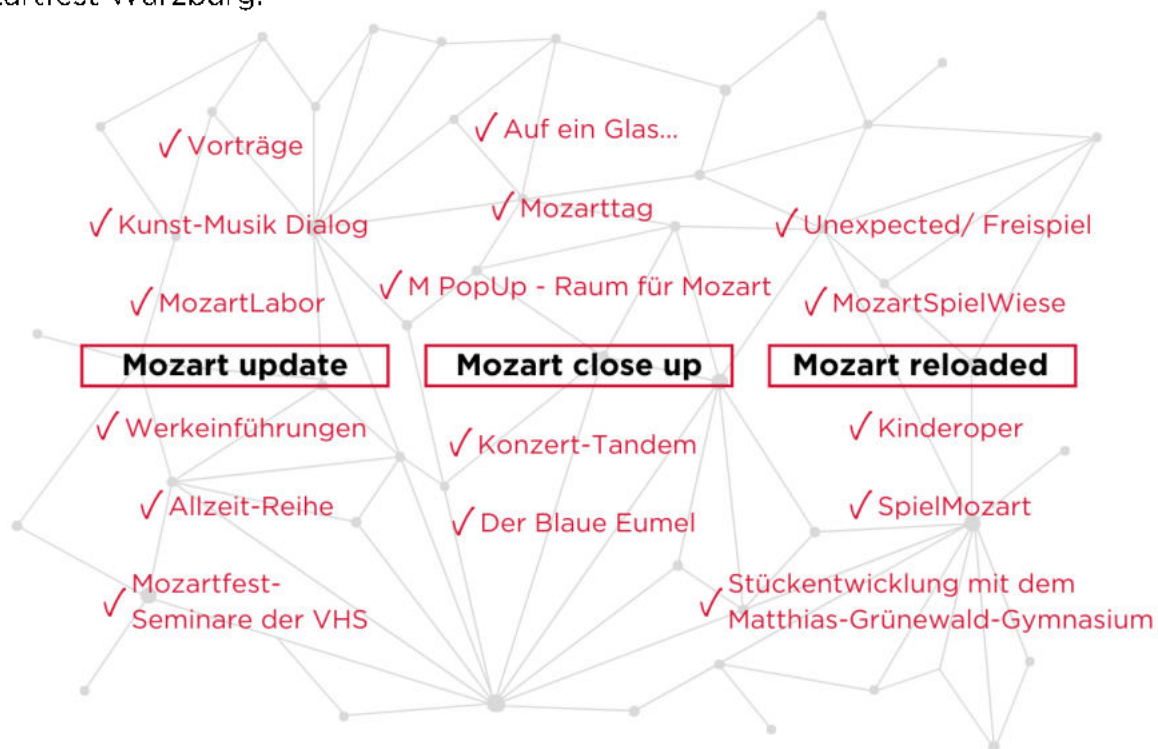 Würzburg.
✓ Vorträge
✓ Kunst-Musik Dialog
✓ MozartLabor
Mozart update
✓ Werkeinführungen
✓ Allzeit-Reihe
✓ Mozartfest-
Seminare der VHS
✓ Auf ein Glas...
✓ Mozarttag
✓ M PopUp - Raum für Mozart
Mozart close up
✓ Konzert-Tandem
✓ Der Blaue Eumel
✓ Unexpected/ Freispiel
✓ MozartSpielWiese
Mozart reloaded
✓ Kinderoper
✓ SpielMozart
✓ Stückentwicklung mit dem
Matthias-Grünewald-Gymnasium